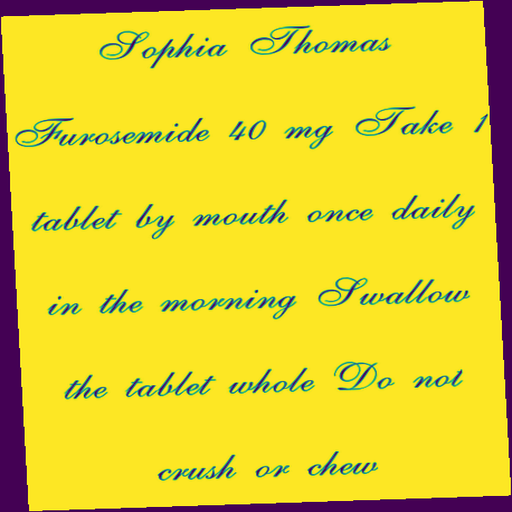 Sophia Thomas
Furosemide 40 mg Take 1
tablet by mouth once daily
in the morning Swallow
the tablet whole Do not
crush or chew